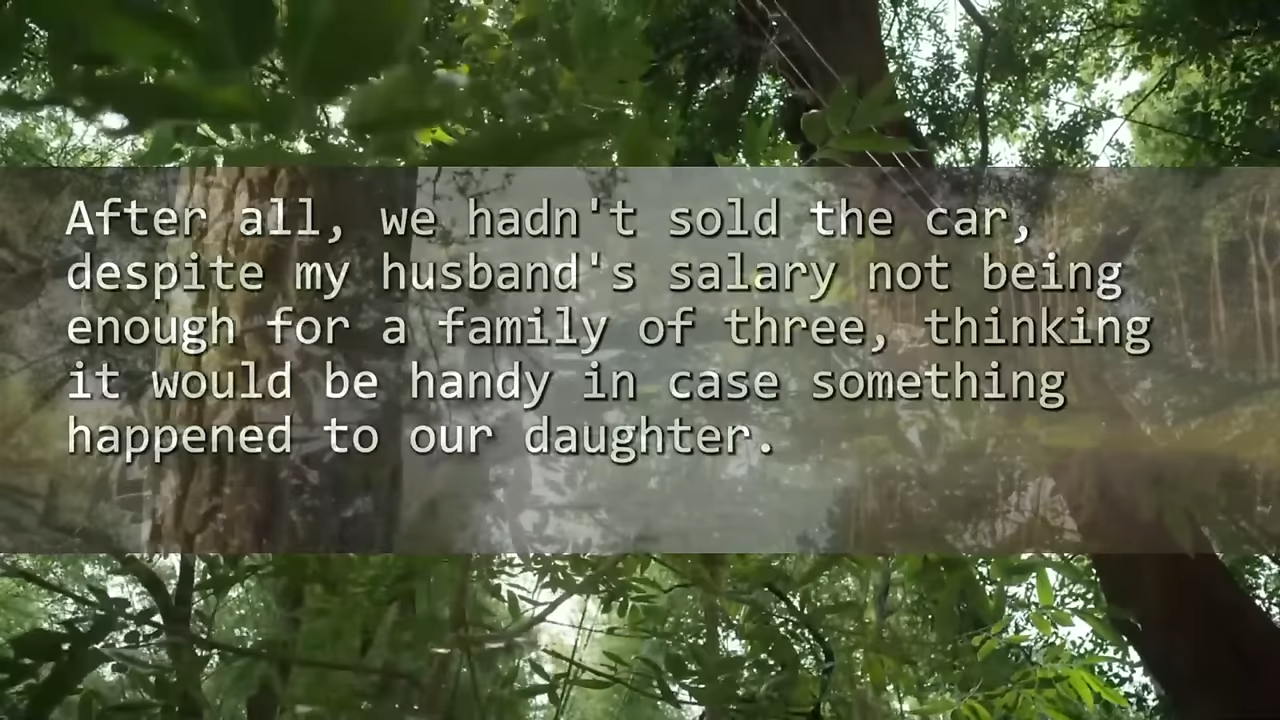 After all, we hadn't sold the car,
despite my husband's salary not being
enough for a family of three, thinking
it would be handy in case something
happened to our daughter.